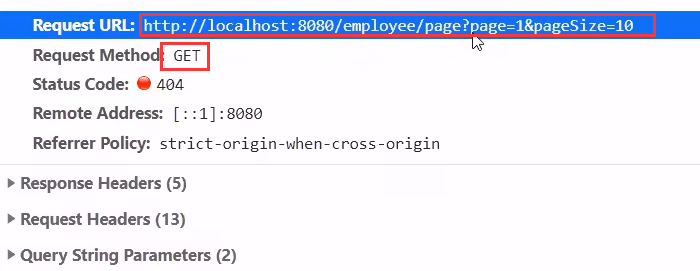 Request URL: http://localhost:8080/employee/page?page=1&pageSize=10
Request Method: GET
Status Code: 404
Remote Address: [::1]:8080
Referrer Policy: strict-origin-when-cross-origin
Response Headers (5)
Request Headers (13)
Query String Parameters (2)